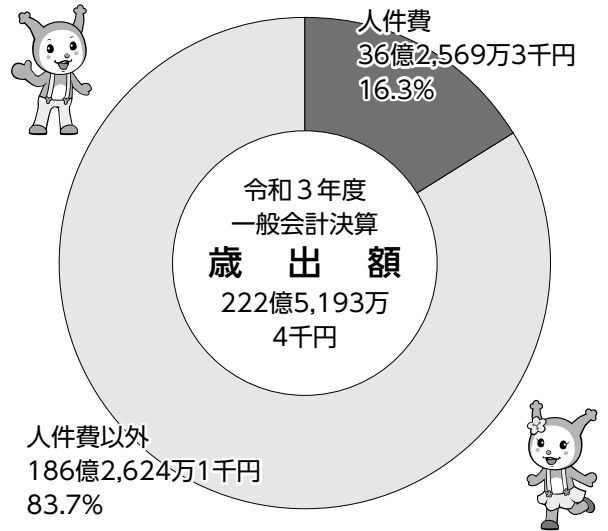 人件費
36億2,569万3千円
16.3%
令和３年度
一般会計決算
歳出額
222億5,193万
4千円
人件費以外
186億2,624万1千円
83.7%